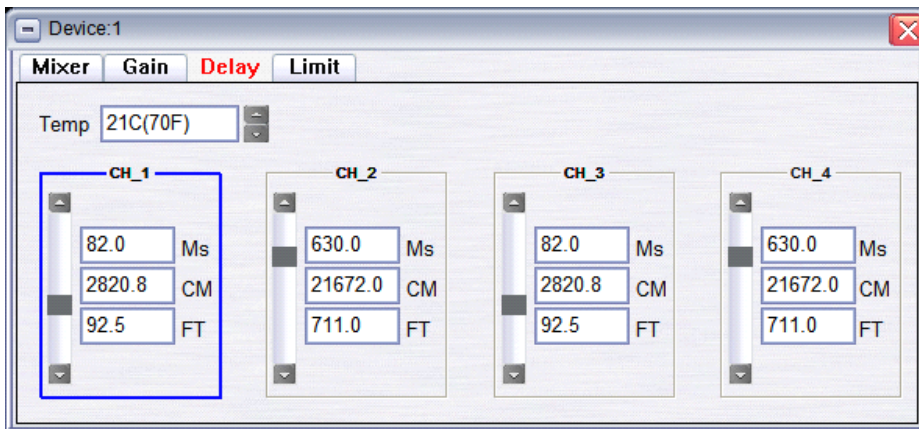 Device:1
Mixer Gain Delay Limit
Temp 21C(70F)
CH_1 CH_2 CH_3 CH_4
82.0 Ms 630.0 Ms 82.0 Ms 630.0 Ms
2820.8 CM 21672.0 CM 2820.8 CM 21672.0 CM
92.5 FT 711.0 FT 92.5 FT 711.0 FT